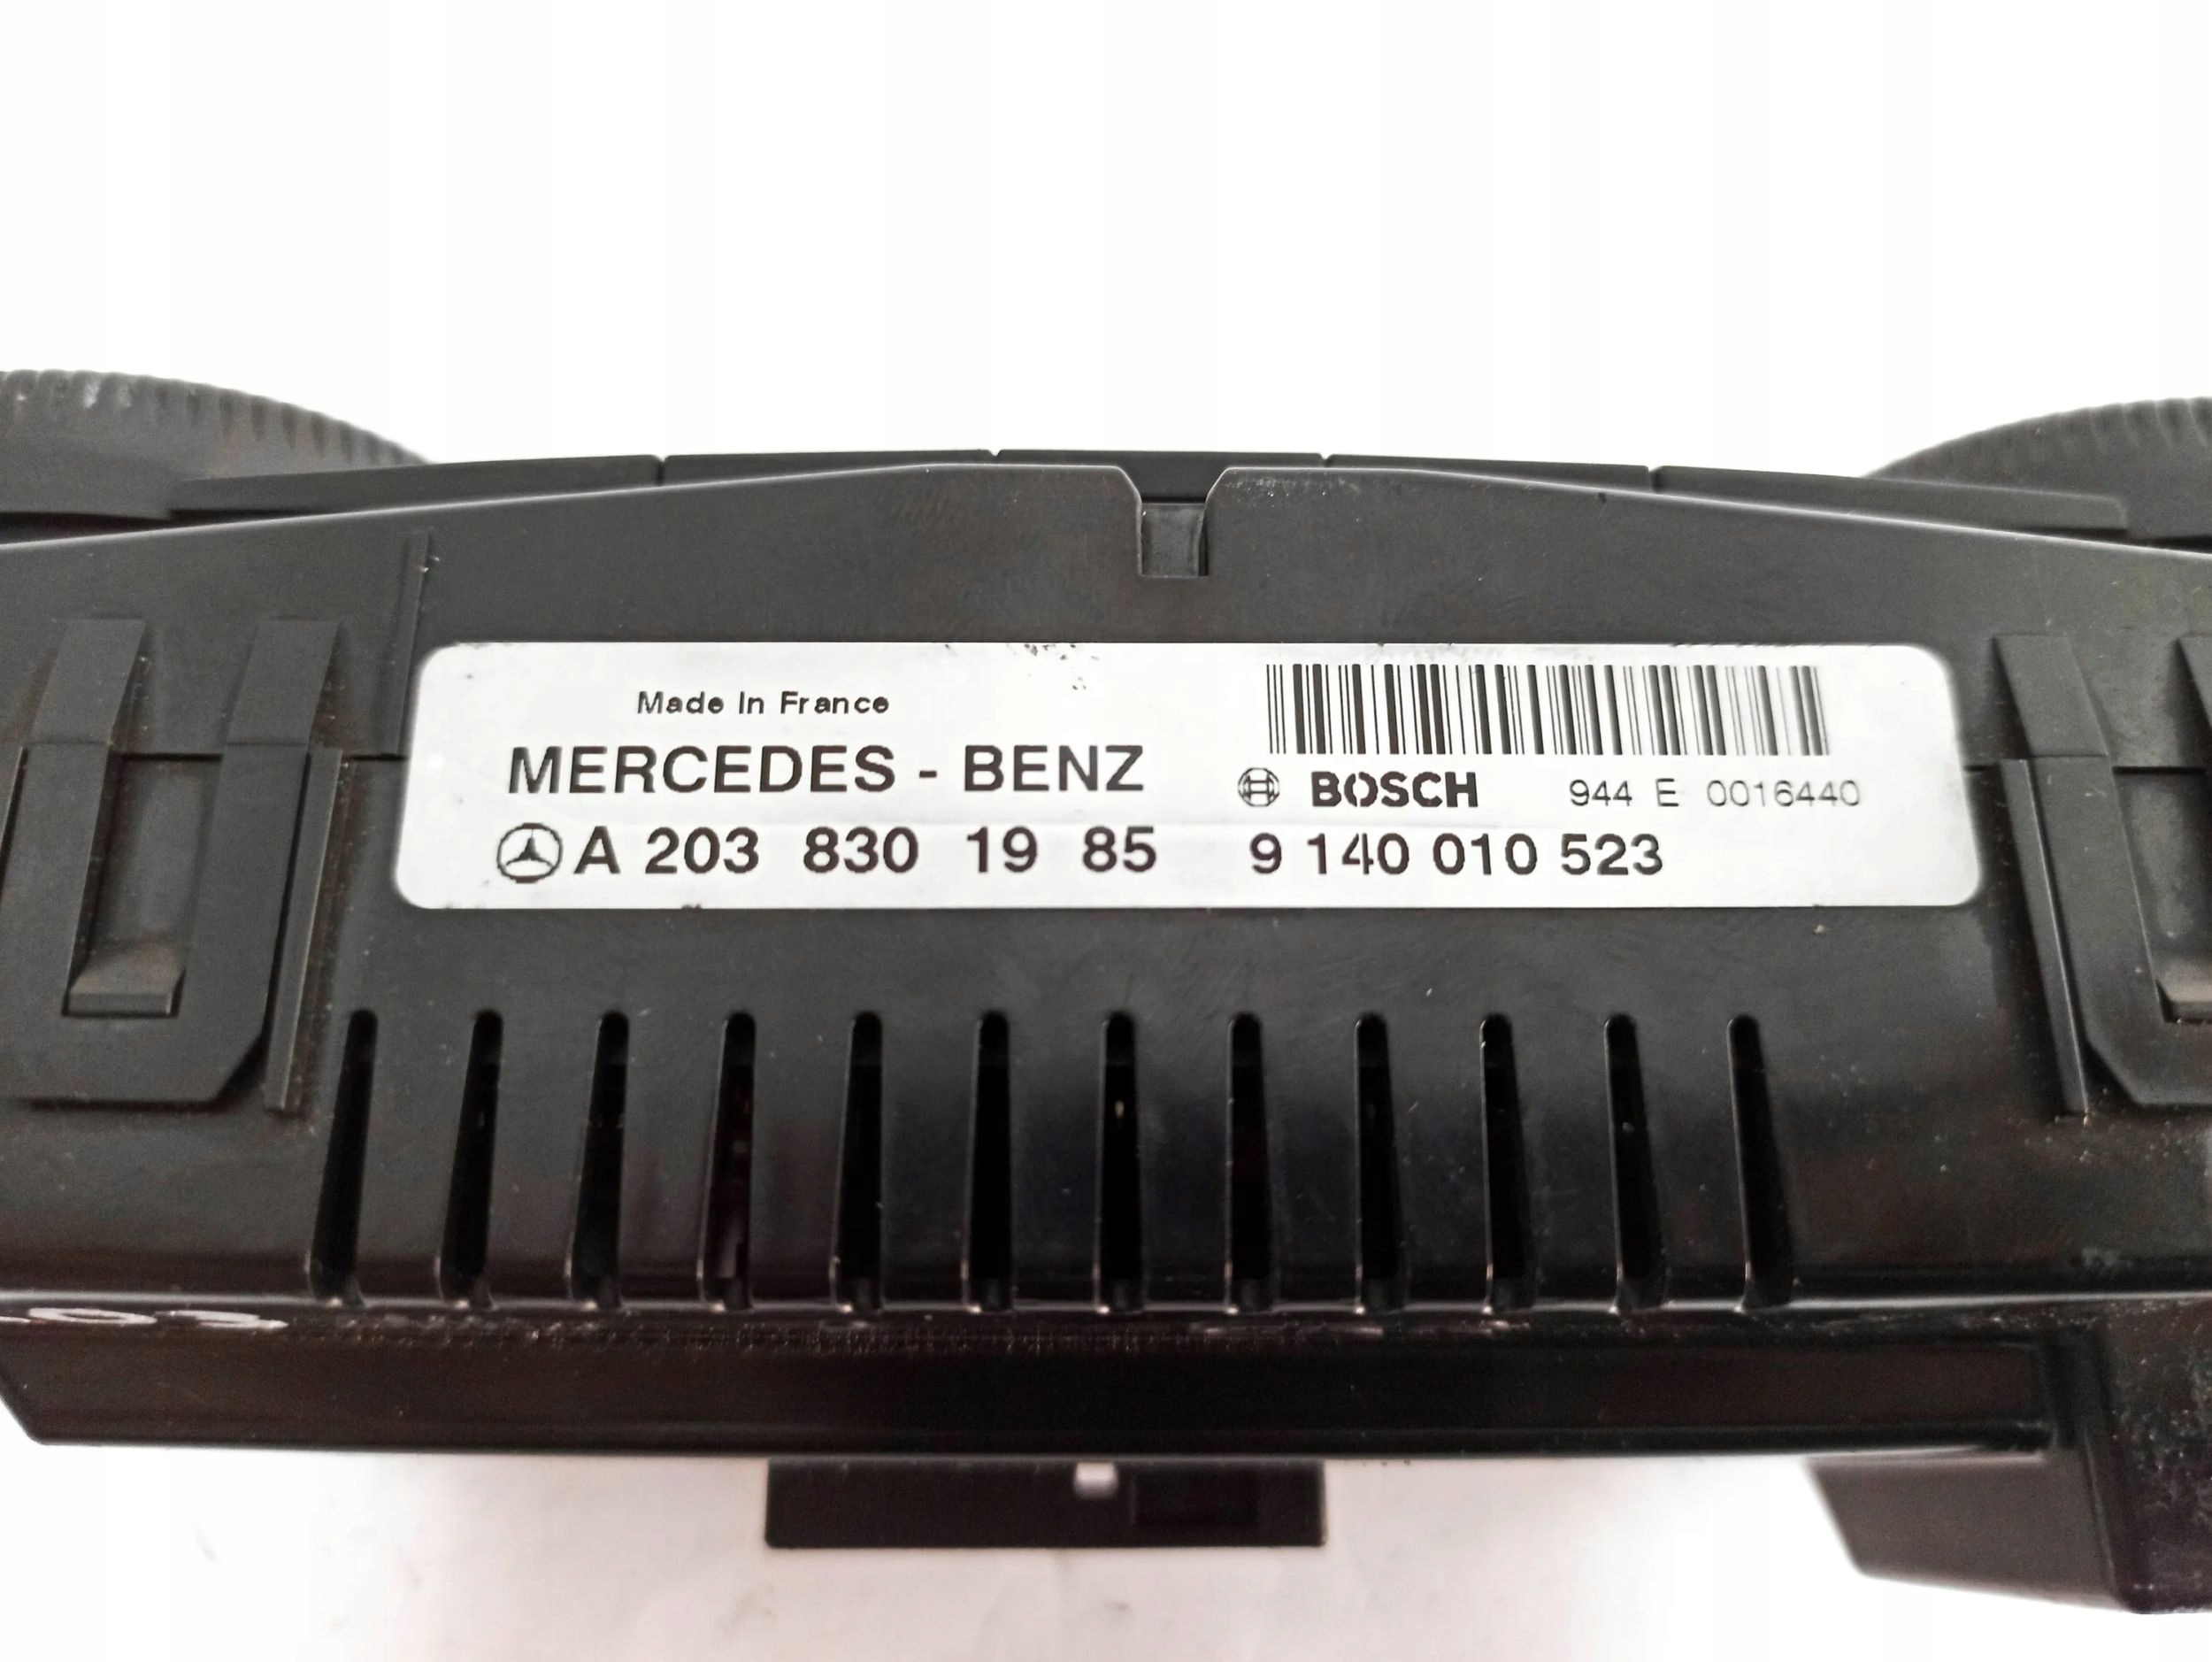 Made In France
MERCEDES - BENZ
A 203 830 19 85
BOSCH 944 E 0016440
9 140 010 523